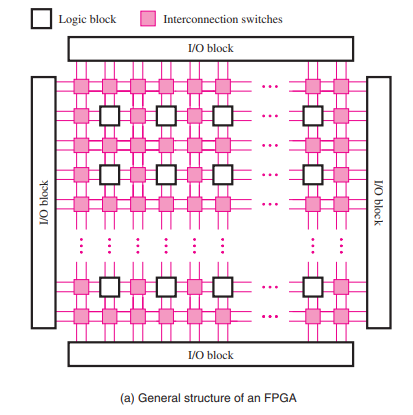 Logic block
Interconnection switches
I/O block
I/O block
I/O block
I/O block
(a) General structure of an FPGA